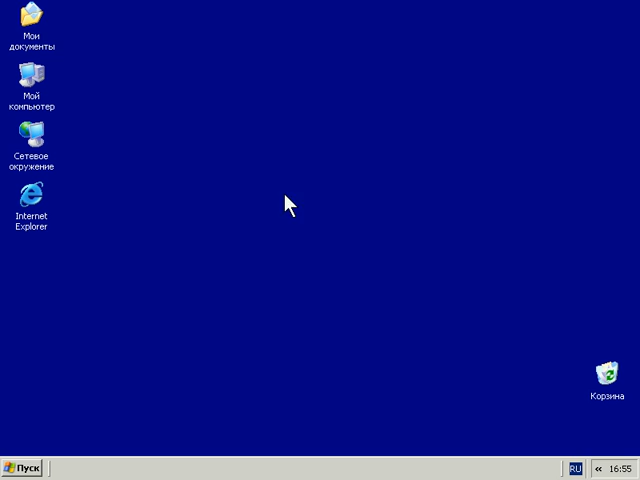 Мои
документы
Мой
компьютер
Сетевое
окружение
Internet
Explorer
Корзина
Пуск
RU
«
16:55